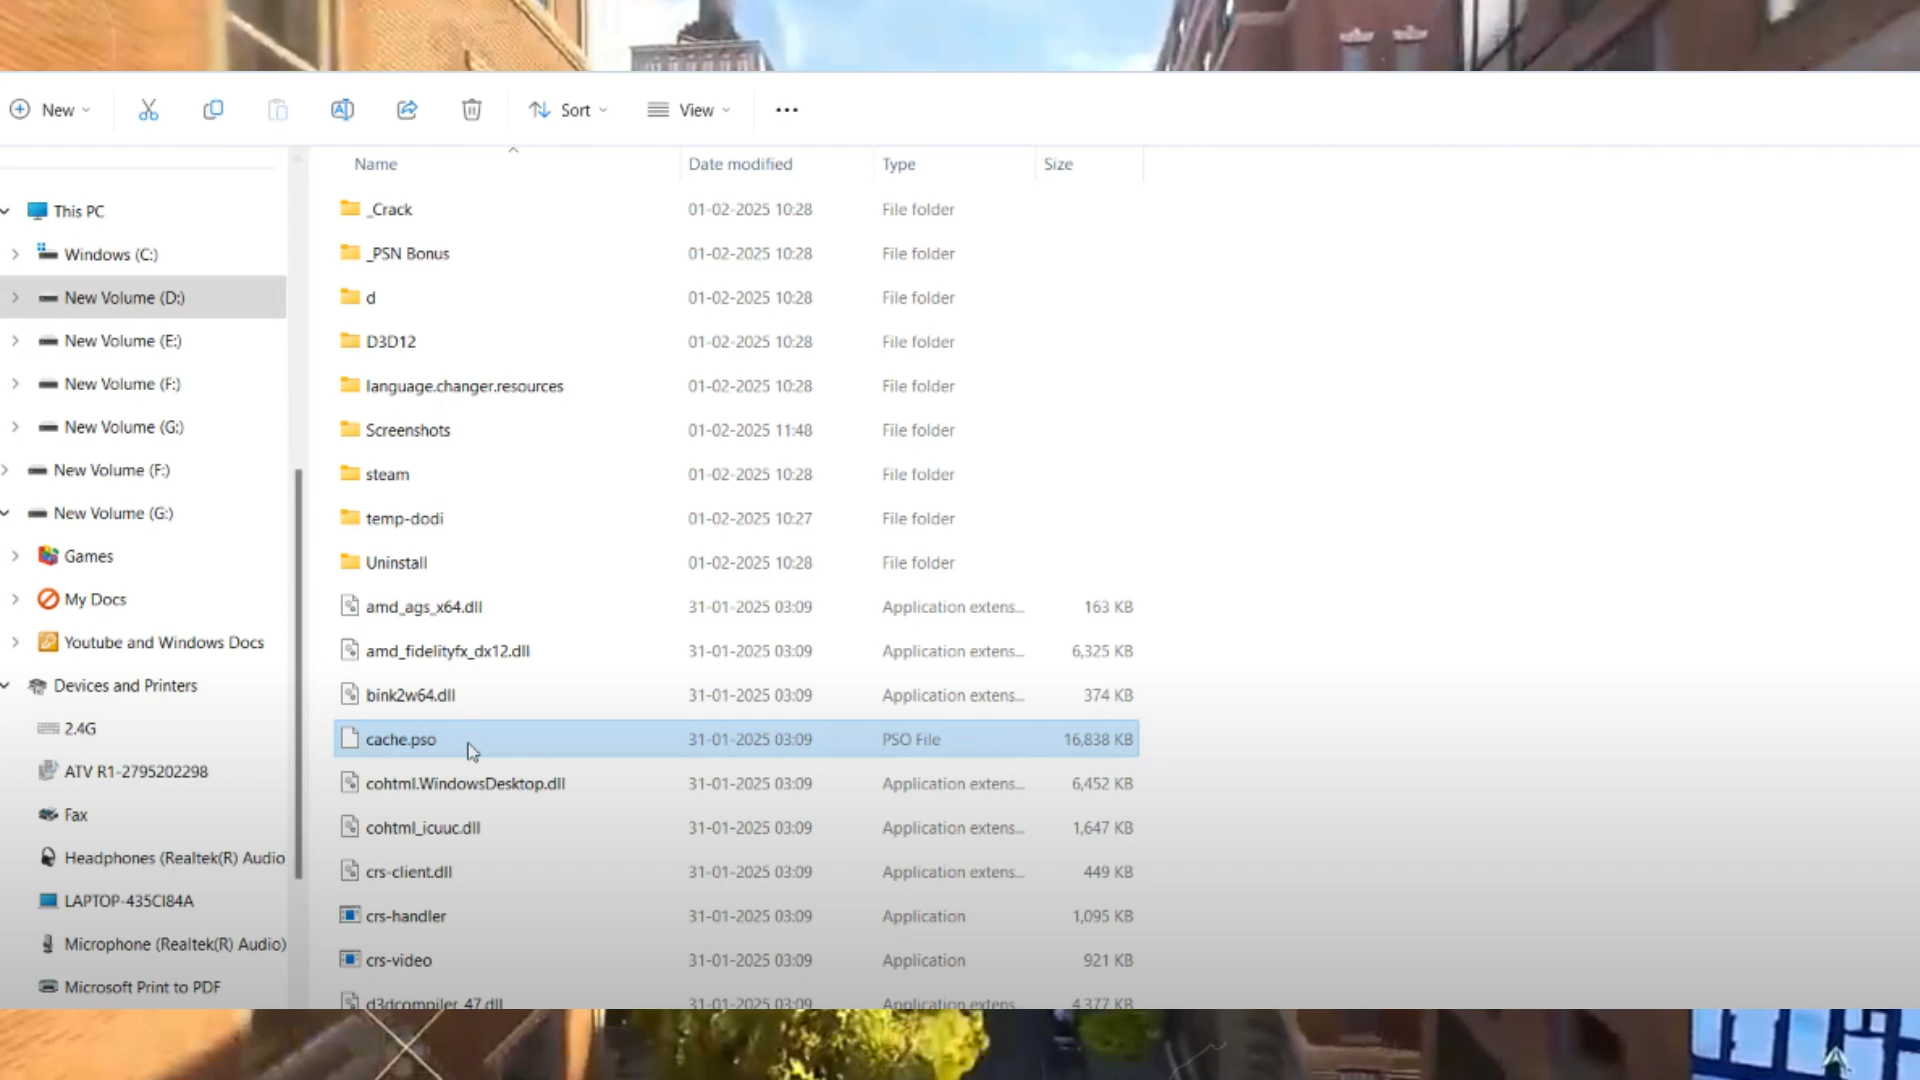 New
Sort
View
Name Date modified Type Size
This PC
Windows (C:)
New Volume (D:)
New Volume (E:)
New Volume (F:)
New Volume (G:)
New Volume (F:)
New Volume (G:)
Games
My Docs
Youtube and Windows Docs
Devices and Printers
2.4G
ATV R1-2795202298
Fax
Headphones (Realtek(R) Audio
LAPTOP-435CI84A
Microphone (Realtek(R) Audio)
Microsoft Print to PDF
_Crack 01-02-2025 10:28 File folder
_PSN Bonus 01-02-2025 10:28 File folder
d 01-02-2025 10:28 File folder
D3D12 01-02-2025 10:28 File folder
language.changer.resources 01-02-2025 10:28 File folder
Screenshots 01-02-2025 11:48 File folder
steam 01-02-2025 10:28 File folder
temp-dodi 01-02-2025 10:27 File folder
Uninstall 01-02-2025 10:28 File folder
amd_ags_x64.dll 31-01-2025 03:09 Application extens... 163 KB
amd_fidelityfx_dx12.dll 31-01-2025 03:09 Application extens... 6,325 KB
bink2w64.dll 31-01-2025 03:09 Application extens... 374 KB
cache.pso 31-01-2025 03:09 PSO File 16,838 KB
cohtml.WindowsDesktop.dll 31-01-2025 03:09 Application extens... 6,452 KB
cohtml_icuuc.dll 31-01-2025 03:09 Application extens... 1,647 KB
crs-client.dll 31-01-2025 03:09 Application extens... 449 KB
crs-handler 31-01-2025 03:09 Application 1,095 KB
crs-video 31-01-2025 03:09 Application 921 KB
d3dcompiler_47.dll 31-01-2025 03:09 Application extens... 4,377 KB